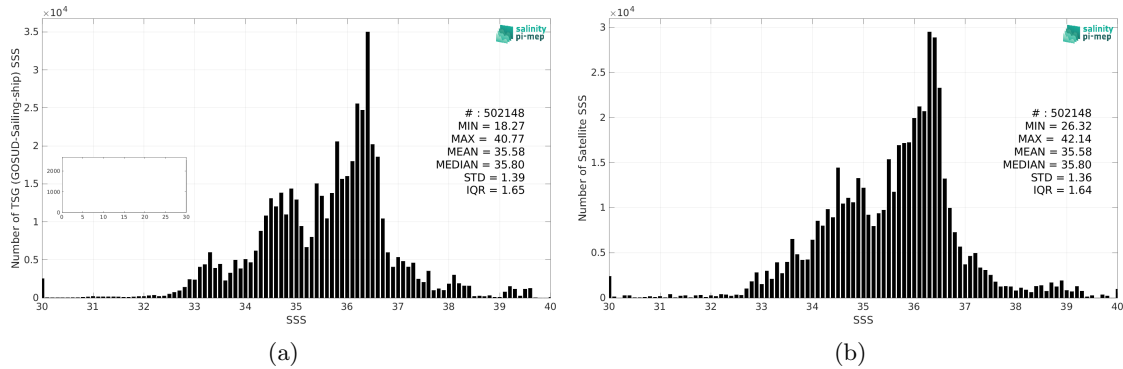 ×10⁴
3.5
3
2.5
2
1.5
1
0.5
0
30 31 32 33 34 35 36 37 38 39 40
SSS
Number of TSG (GOSUD-Sailing-ship) SSS
salinity
pi-mep
# : 502148
MIN = 18.27
MAX = 40.77
MEAN = 35.58
MEDIAN = 35.80
STD = 1.39
IQR = 1.65
2000
1000
0
0 5 10 15 20 25 30
(a)
×10⁴
3
2.5
2
1.5
1
0.5
0
30 31 32 33 34 35 36 37 38 39 40
SSS
Number of Satellite SSS
salinity
pi-mep
# : 502148
MIN = 26.32
MAX = 42.14
MEAN = 35.58
MEDIAN = 35.80
STD = 1.36
IQR = 1.64
(b)